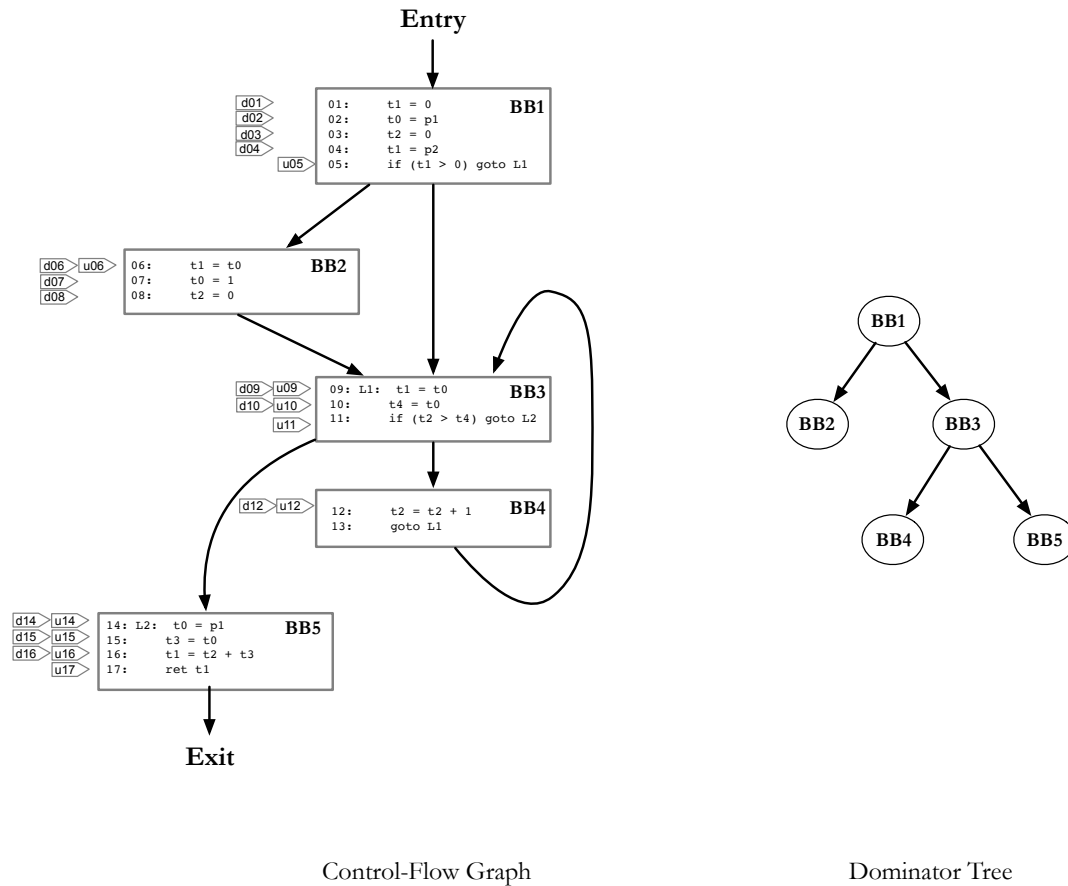 Entry
d01
d02
d03
d04
u05
BB1
01: t1 = 0
02: t0 = p1
03: t2 = 0
04: t1 = p2
05: if (t1 > 0) goto L1
d06 u06
d07
d08
BB2
06: t1 = t0
07: t0 = 1
08: t2 = 0
d09 u09
d10 u10
u11
BB3
09: L1: t1 = t0
10: t4 = t0
11: if (t2 > t4) goto L2
d12 u12
BB4
12: t2 = t2 + 1
13: goto L1
d14 u14
d15 u15
d16 u16
u17
BB5
14: L2: t0 = p1
15: t3 = t0
16: t1 = t2 + t3
17: ret t1
Exit
BB1
BB2 BB3
BB4 BB5
Control-Flow Graph
Dominator Tree